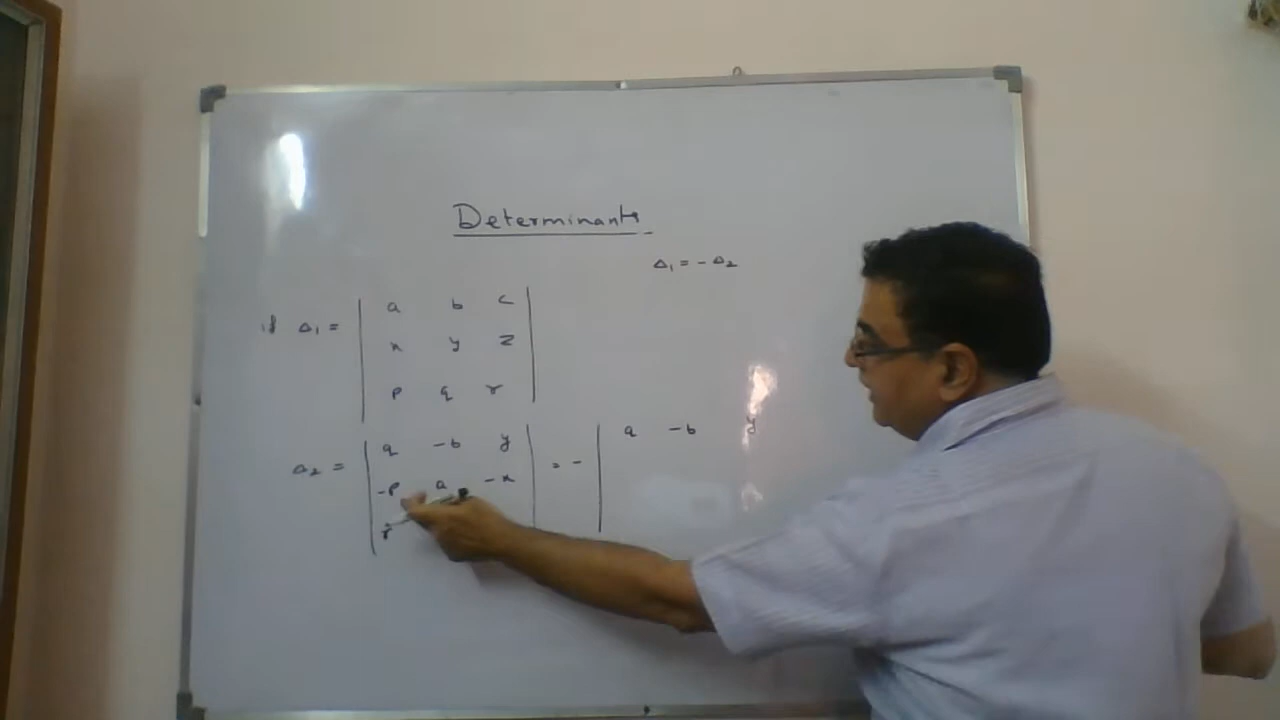 Determinants
Δ₁ = - Δ₂
if Δ₁ = | a b c |
| x y z |
| p q r |
Δ₂ = | q -b y | = - | q -b y |
| -p a -x |
| r